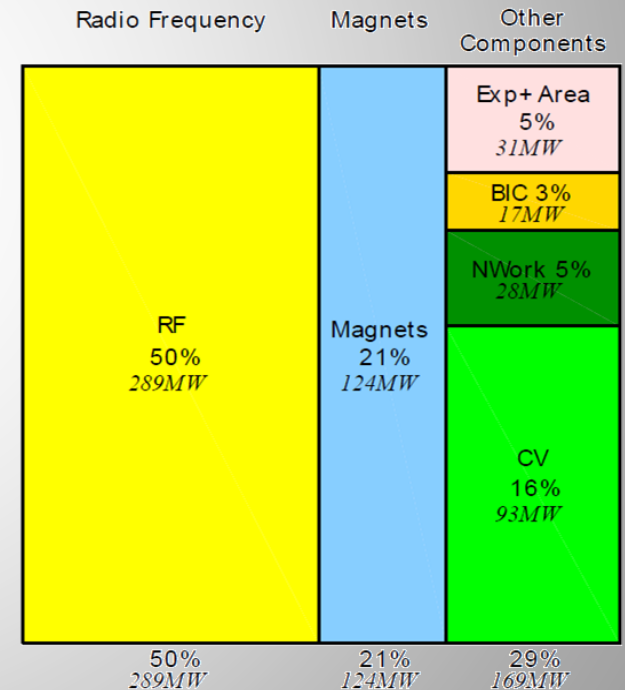 Radio Frequency
Magnets
Other
Components
Exp+ Area
5%
31MW
BIC 3%
17MW
NWork 5%
28MW
RF
50%
289MW
Magnets
21%
124MW
CV
16%
93MW
50%
289MW
21%
124MW
29%
169MW